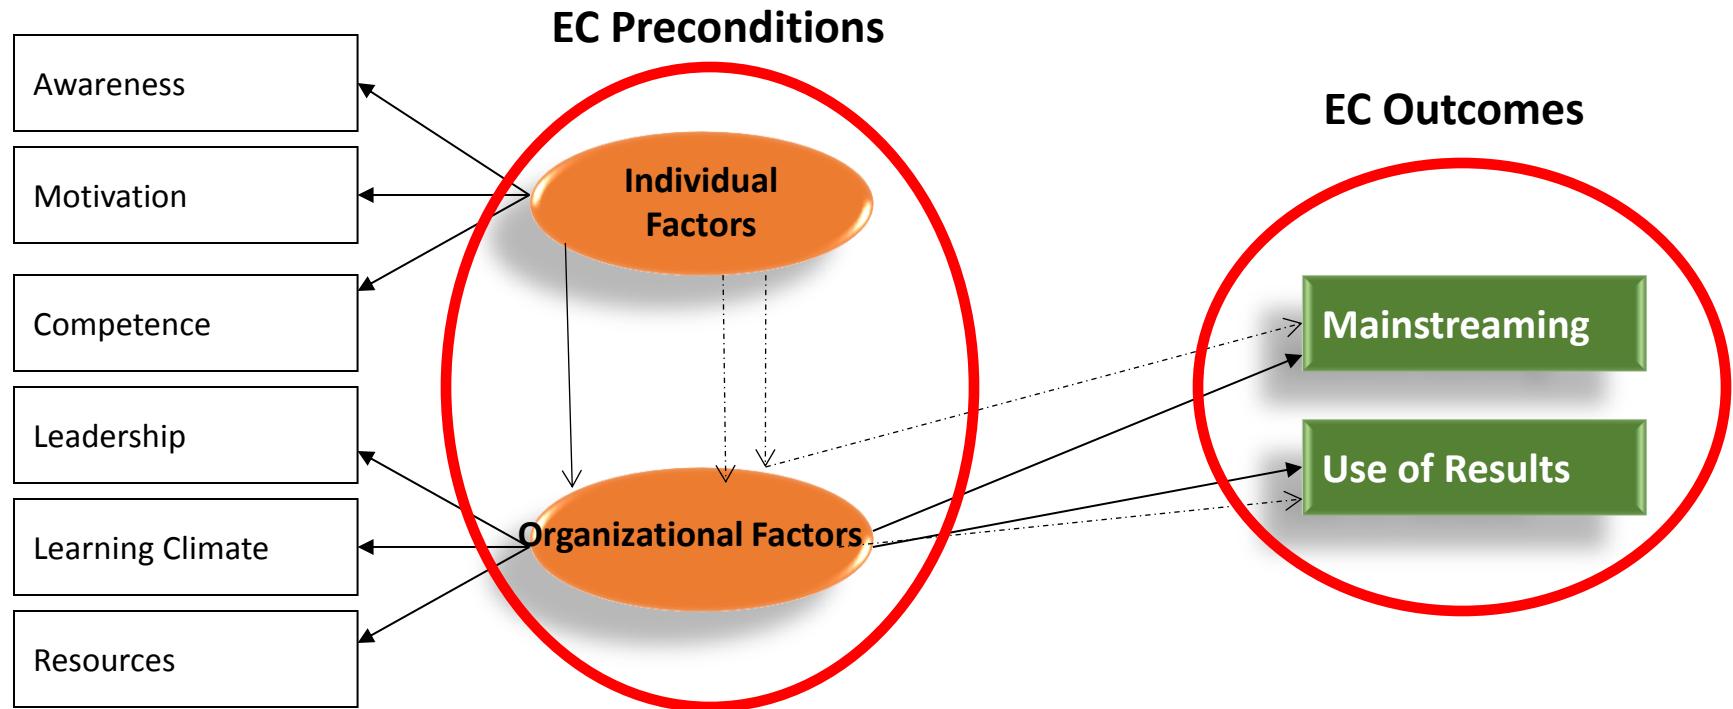 EC Preconditions
EC Outcomes
Awareness
Motivation
Competence
Leadership
Learning Climate
Resources
Individual
Factors
Organizational Factors
Mainstreaming
Use of Results